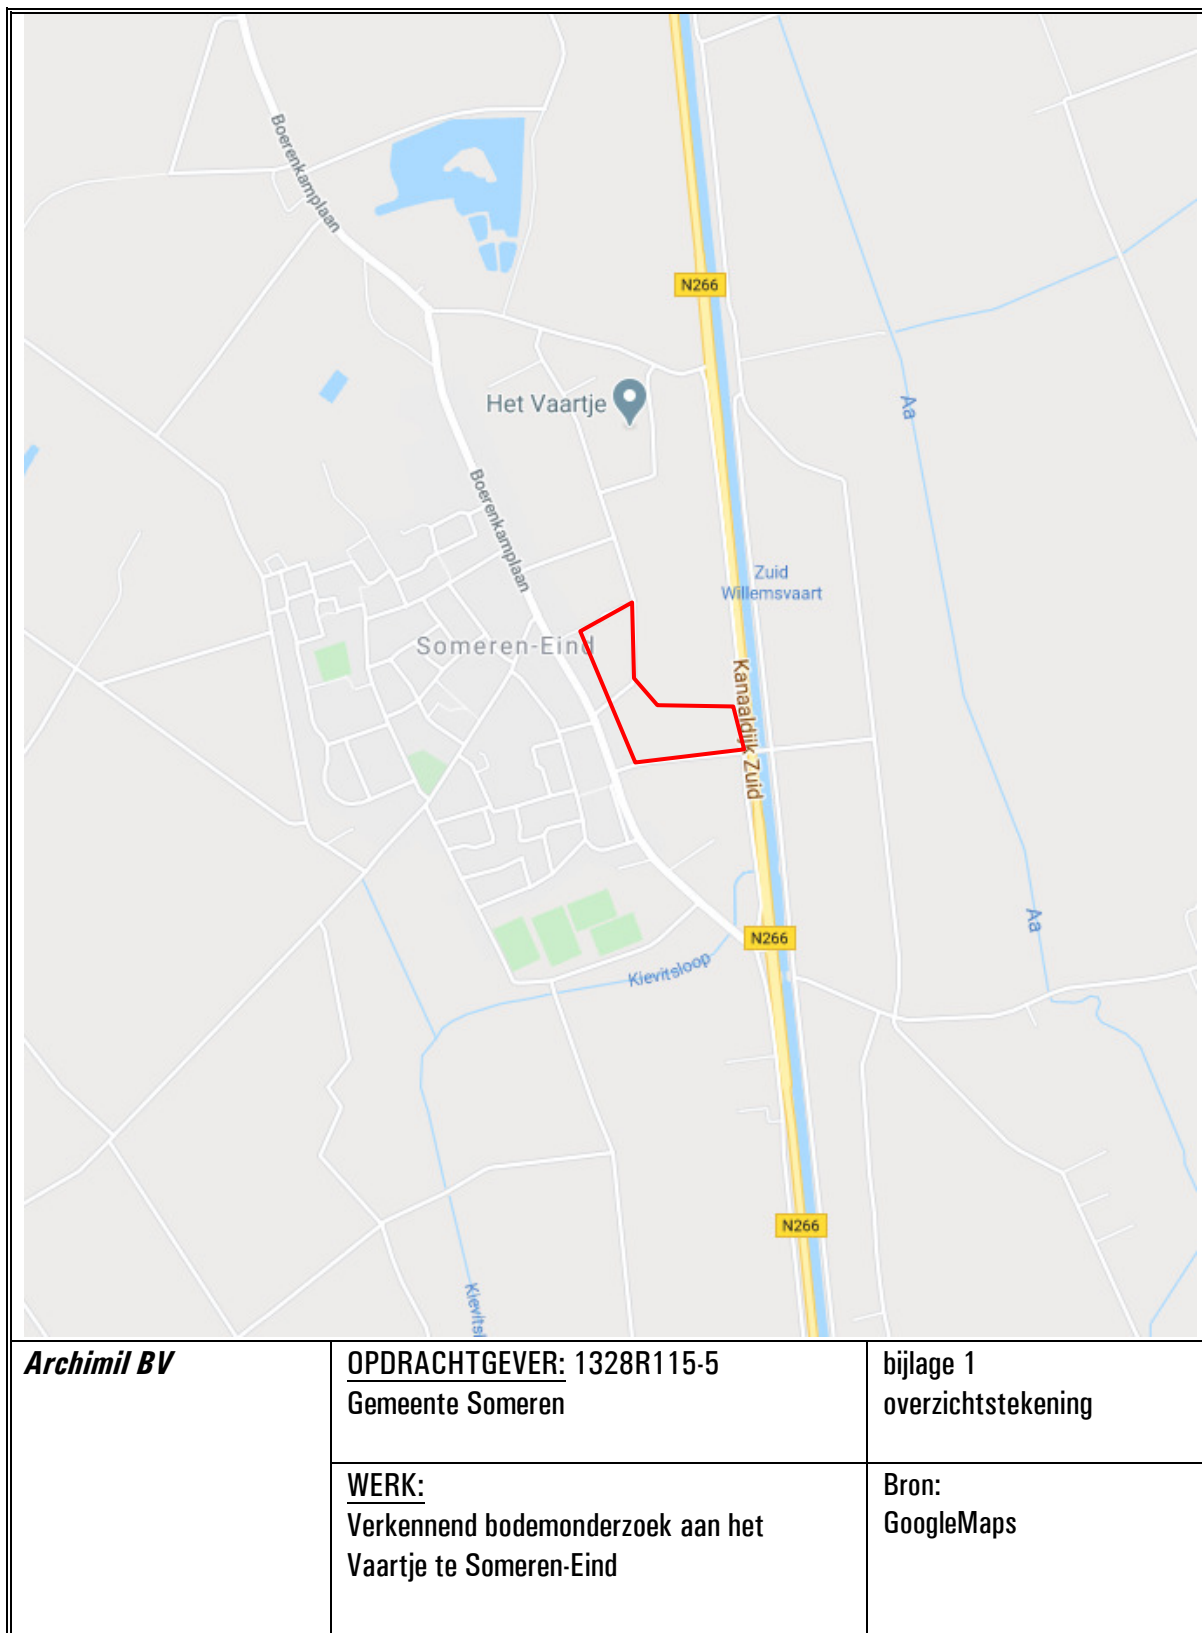 Boerenkamplaan
N266
Het Vaartje
Aa
Boerenkamplaan
Zuid
Willemsvaart
Someren-Eind
Kanaaldijk Zuid
Aa
N266
Kievitsloop
N266
Kievitsl
Archimil BV
OPDRACHTGEVER: 1328R115-5
Gemeente Someren
bijlage 1
overzichtstekening
WERK:
Verkennend bodemonderzoek aan het
Vaartje te Someren-Eind
Bron:
GoogleMaps